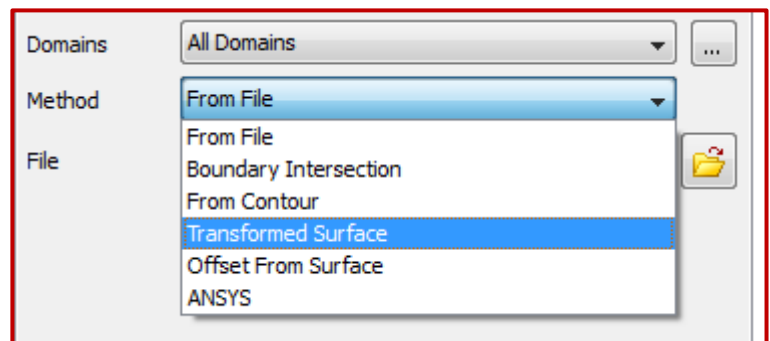 Domains All Domains ...
Method From File
From File
File
Boundary Intersection
From Contour
Transformed Surface
Offset From Surface
ANSYS